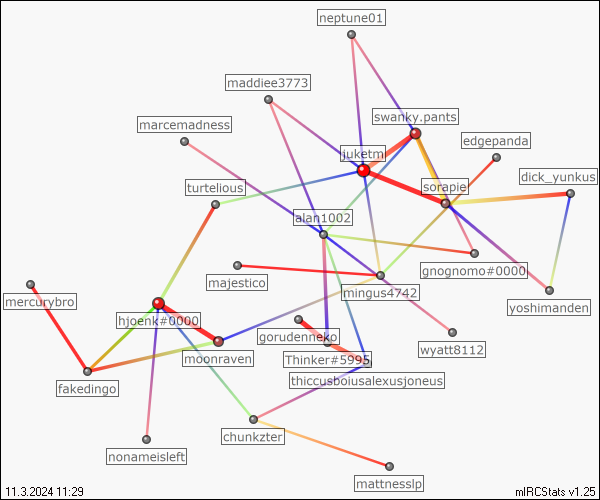 neptune01
maddiee3773
swanky.pants
marcemadness
edgepanda
juketm
dick_yunkus
turtelious
sorapie
alan1002
gnognomo#0000
majestico
mingus4742
mercurybro
yoshimanden
hjoenk#0000
gorudenneko
wyatt8112
moonraven
Thinker#5995
thiccusboiusalexusjoneus
fakedingo
chunkzter
nonameisleft
mattnesslp
11.3.2024 11:29
mIRCStats v1.25